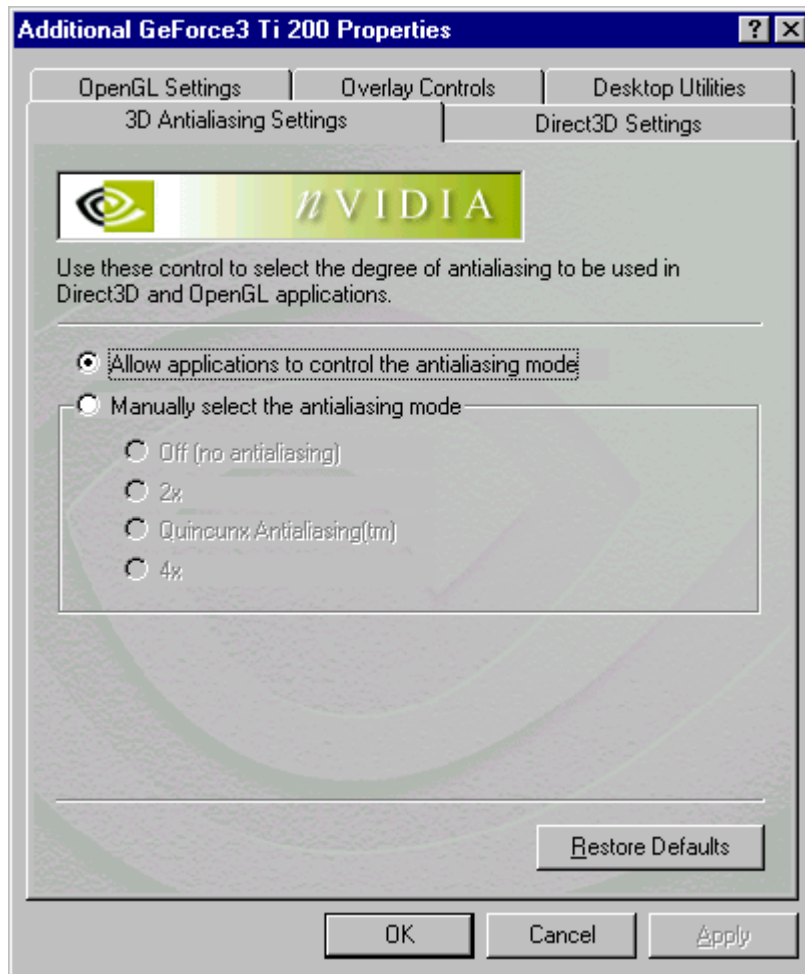 Additional GeForce3 Ti 200 Properties
OpenGL Settings
Overlay Controls
Desktop Utilities
3D Antialiasing Settings
Direct3D Settings
nVIDIA
Use these control to select the degree of antialiasing to be used in
Direct3D and OpenGL applications.
Allow applications to control the antialiasing mode
Manually select the antialiasing mode
Off (no antialiasing)
2x
Quincunx Antialiasing(tm)
4x
Restore Defaults
OK
Cancel
Apply